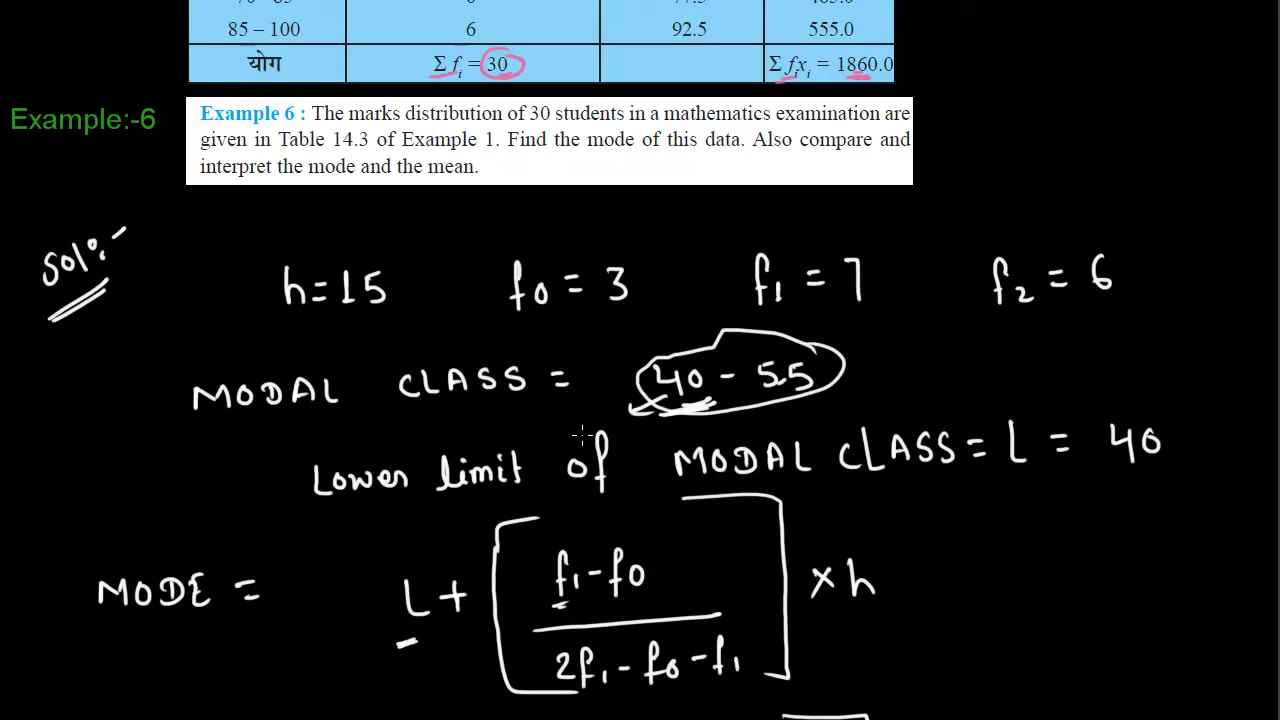 85 – 100 6 92.5 555.0
योग Σ fᵢ = 30 Σ fᵢxᵢ = 1860.0
Example:-6
Example 6 : The marks distribution of 30 students in a mathematics examination are
given in Table 14.3 of Example 1. Find the mode of this data. Also compare and
interpret the mode and the mean.
Sol:-
h=15 f0 = 3 f1 = 7 f2 = 6
MODAL CLASS = 40 - 55
Lower limit of MODAL CLASS = L = 40
MODE = L + [ f1 - f0 / 2f1 - f0 - f1 ] × h